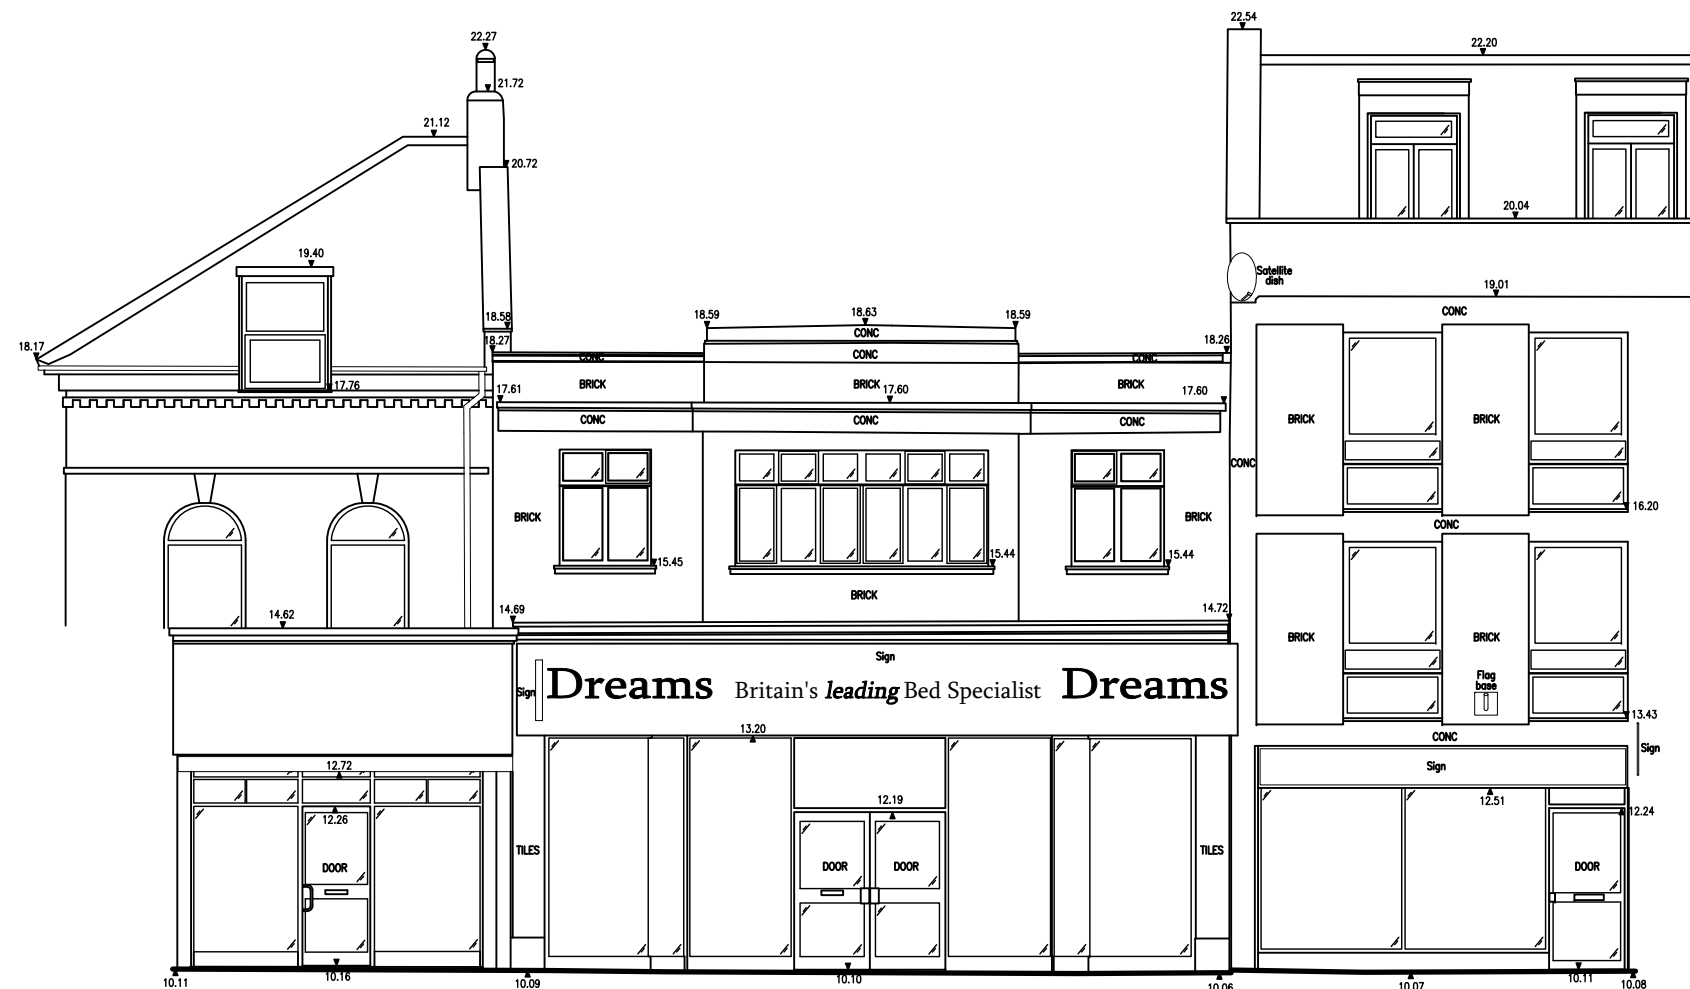 22.54
22.27
22.20
21.72
21.12
20.72
20.04
19.40
Satellite
dish
19.01
18.59
18.63
18.59
CONC
18.58
CONC
18.17
18.27
CONC
CONC
CONC
18.26
17.76
17.61
BRICK
BRICK
17.60
BRICK
17.60
CONC
CONC
CONC
BRICK
BRICK
CONC
BRICK
BRICK
16.20
CONC
15.45
15.44
15.44
BRICK
14.62
14.69
14.72
BRICK
BRICK
Sign
Flag
base
Sign
Dreams
Britain's leading Bed Specialist
Dreams
13.43
13.20
CONC
Sign
Sign
12.72
12.19
12.51
12.26
12.24
TILES
TILES
DOOR
DOOR
DOOR
DOOR
10.11
10.16
10.09
10.10
10.06
10.07
10.11
10.08